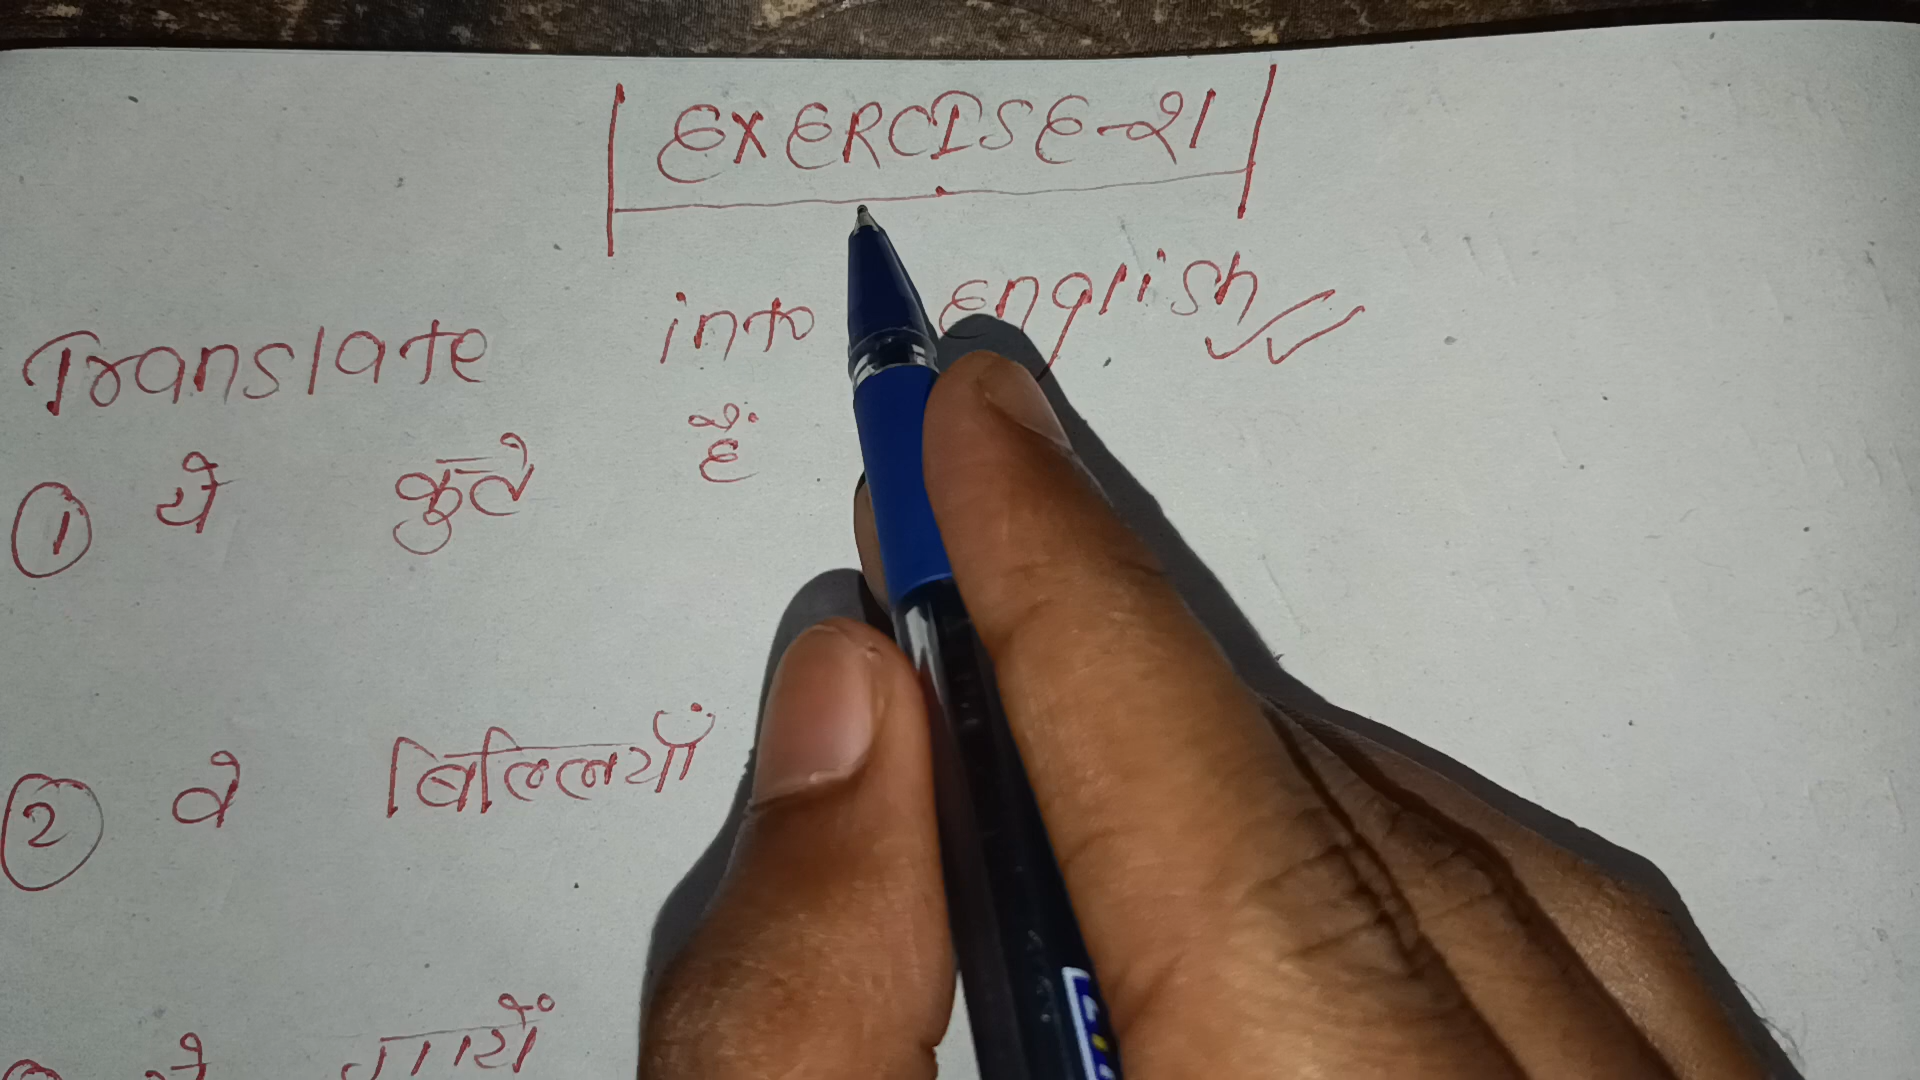 EXERCISE-21
Translate into English
① ये कुत्ते हैं
② वे बिल्लियाँ
ये गायें